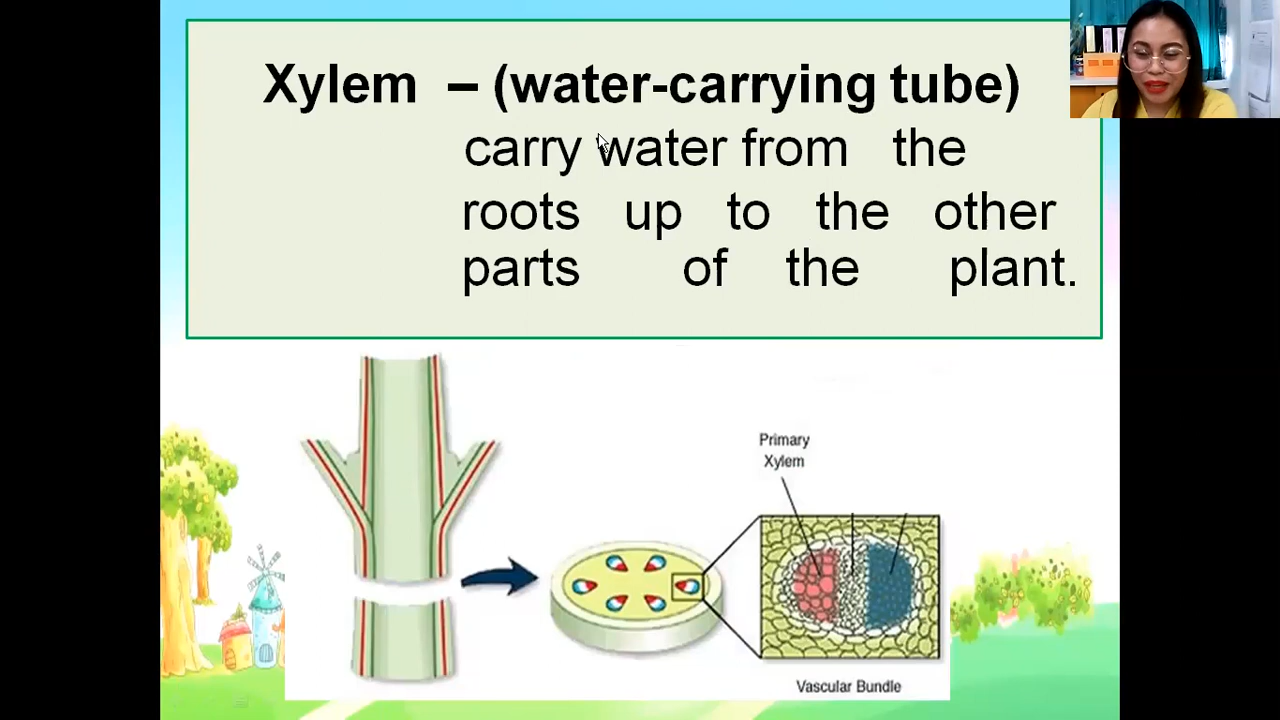 Xylem – (water-carrying tube)
carry water from the
roots up to the other
parts of the plant.
Primary
Xylem
Vascular Bundle